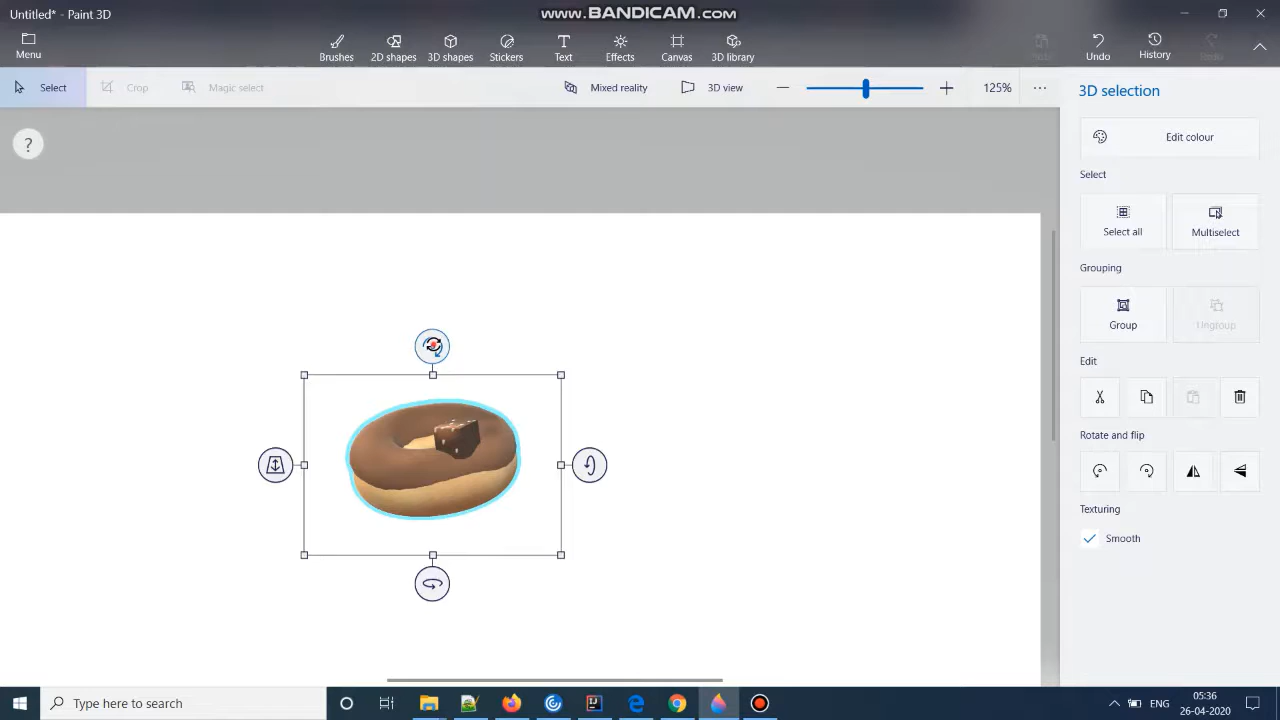 Untitled* - Paint 3D
www.BANDICAM.com
Menu
Brushes
2D shapes
3D shapes
Stickers
Text
Effects
Canvas
3D library
Undo
History
Select
Crop
Magic select
Mixed reality
3D view
125%
3D selection
?
Edit colour
Select
Select all
Multiselect
Grouping
Group
Ungroup
Edit
Rotate and flip
Texturing
Smooth
Type here to search
ENG
05:36
26-04-2020